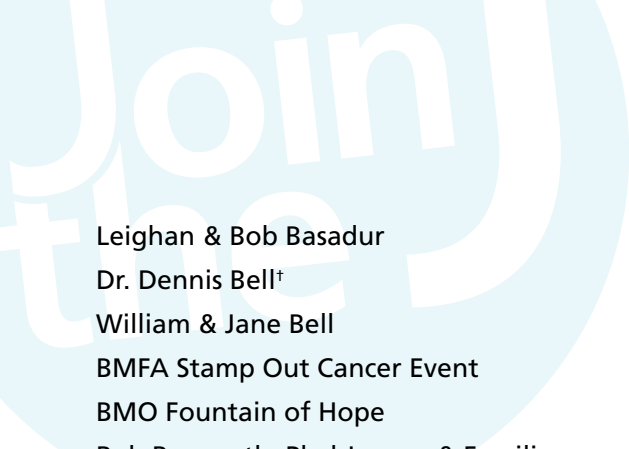 Join
the J
Leighan & Bob Basadur
Dr. Dennis Bell†
William & Jane Bell
BMFA Stamp Out Cancer Event
BMO Fountain of Hope